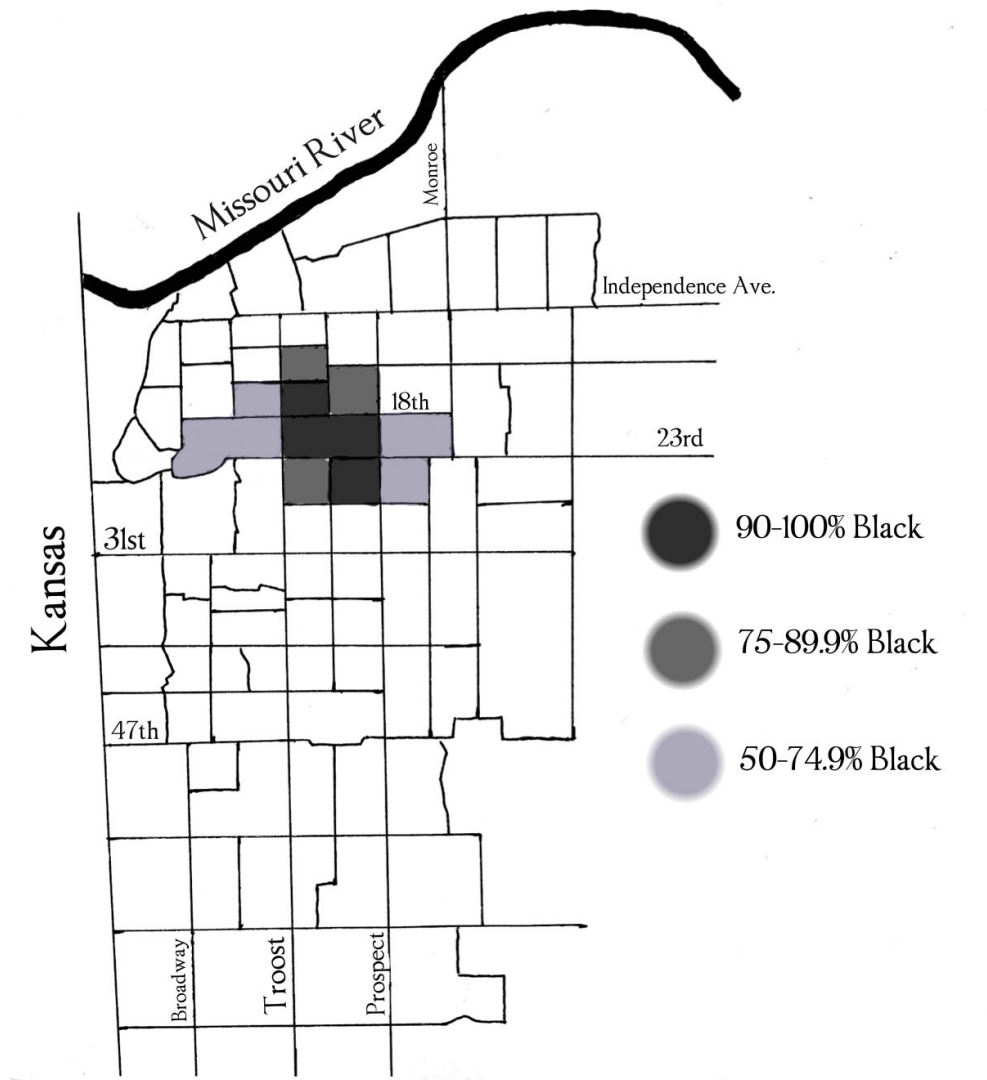 Missouri River
Monroe
Independence Ave.
18th
23rd
Kansas
31st
90-100% Black
75-89.9% Black
50-74.9% Black
47th
Broadway
Troost
Prospect